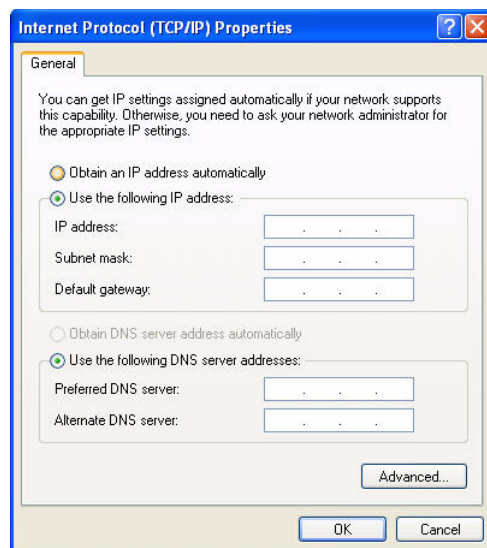 Internet Protocol (TCP/IP) Properties
General
You can get IP settings assigned automatically if your network supports
this capability. Otherwise, you need to ask your network administrator for
the appropriate IP settings.
Obtain an IP address automatically
Use the following IP address:
IP address:
Subnet mask:
Default gateway:
Obtain DNS server address automatically
Use the following DNS server addresses:
Preferred DNS server:
Alternate DNS server:
Advanced...
OK Cancel